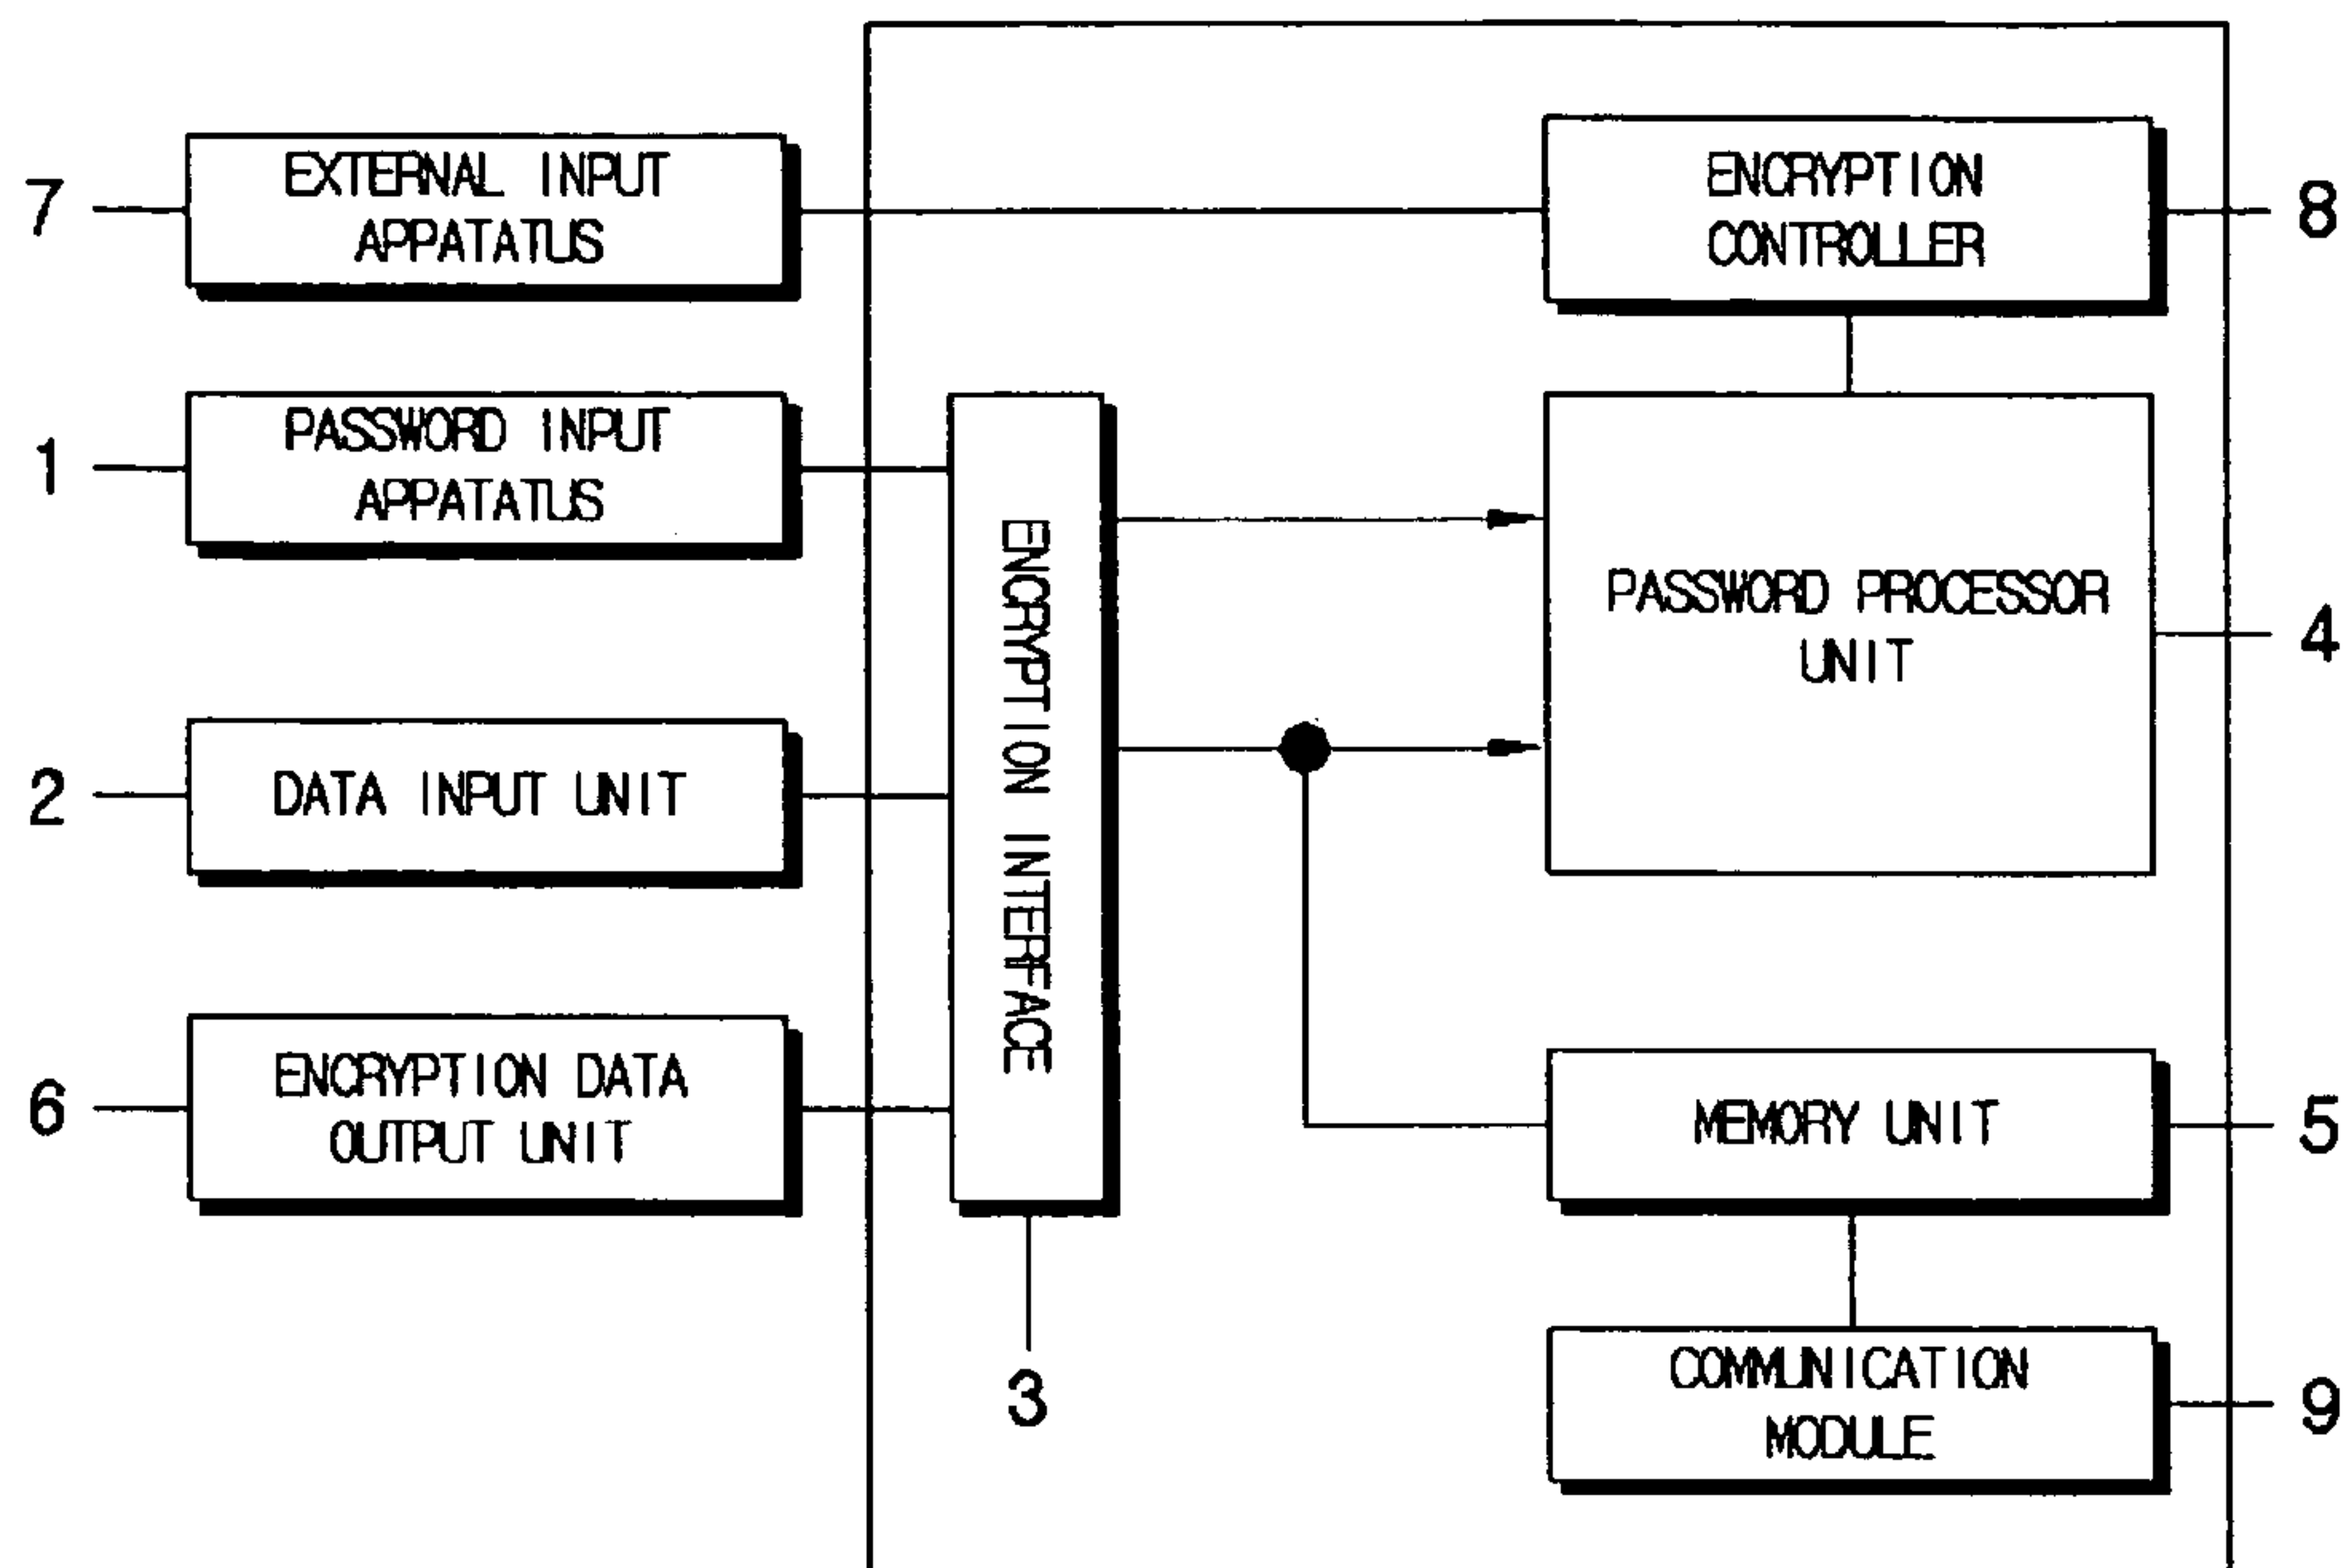 7
EXTERNAL INPUT
APPATATUS
ENCRYPTION
CONTROLLER
8
1
PASSWORD INPUT
APPATATUS
ENCRYPTION INTERFACE
PASSWORD PROCESSOR
UNIT
4
2
DATA INPUT UNIT
6
ENCRYPTION DATA
OUTPUT UNIT
MEMORY UNIT
5
3
COMMUNICATION
MODULE
9